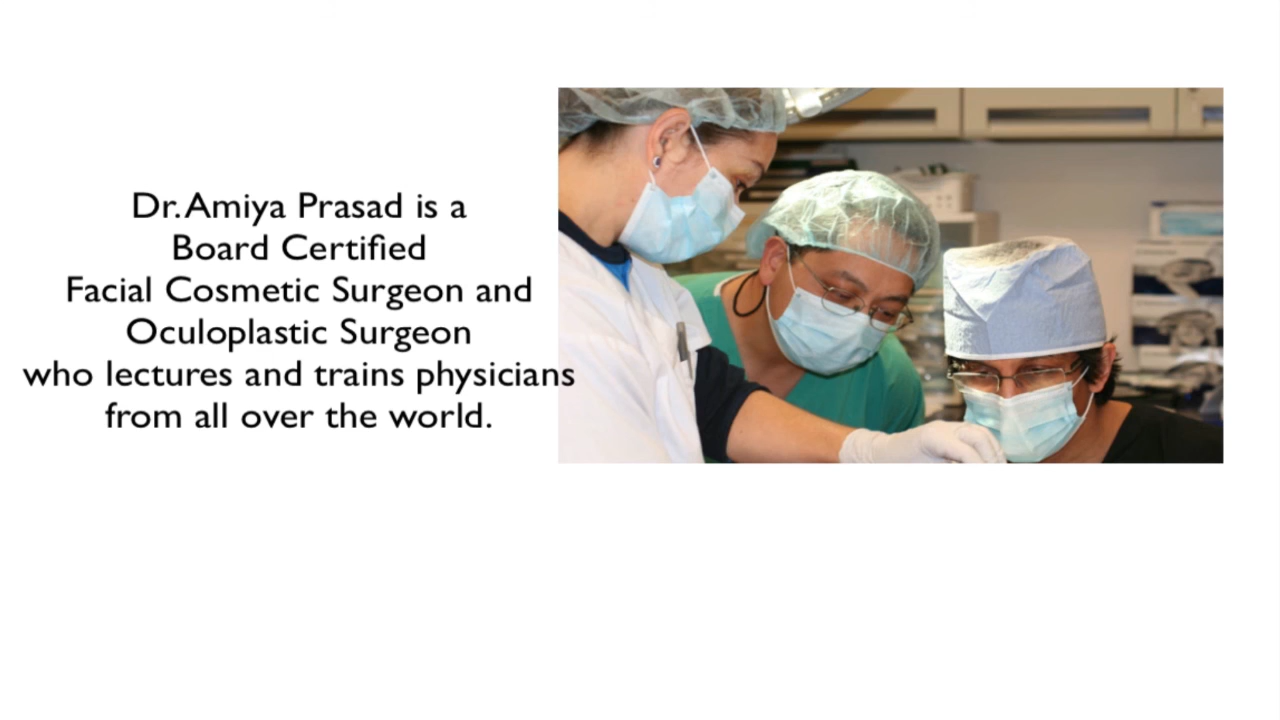 Dr. Amiya Prasad is a
Board Certified
Facial Cosmetic Surgeon and
Oculoplastic Surgeon
who lectures and trains physicians
from all over the world.